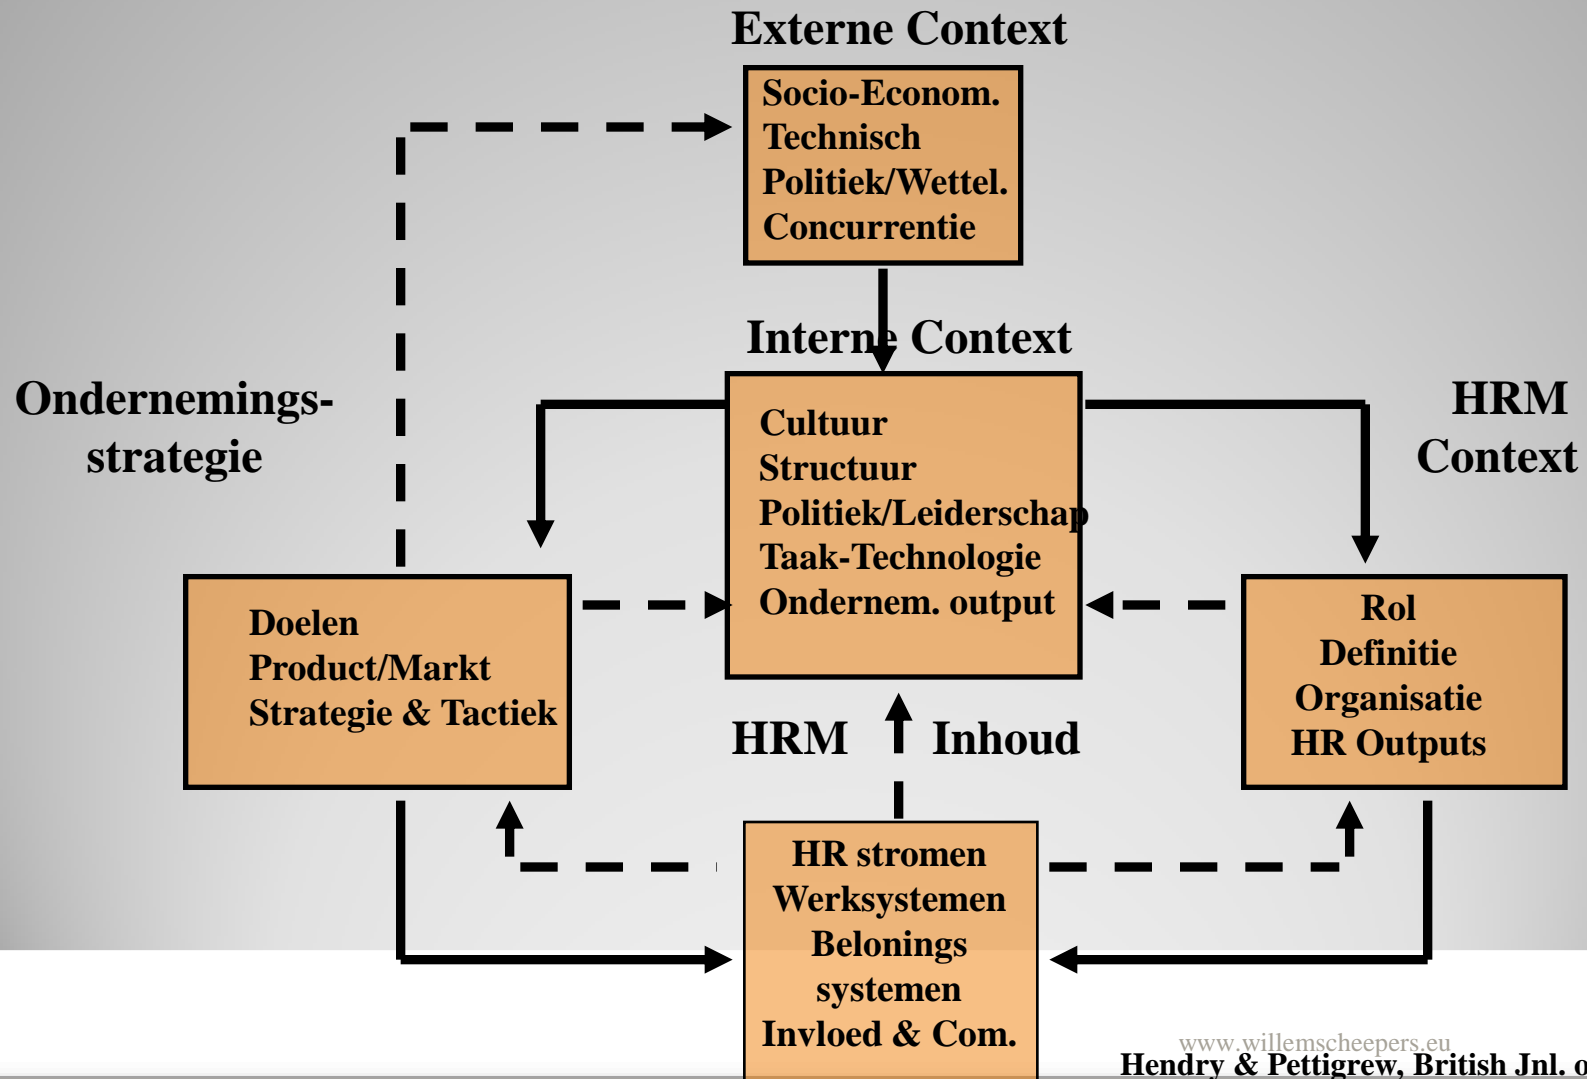 Externe Context
Socio-Econom.
Technisch
Politiek/Wettel.
Concurrentie
Interne Context
Ondernemings-
strategie
HRM
Context
Cultuur
Structuur
Politiek/Leiderschap
Taak-Technologie
Ondernem. output
Doelen
Product/Markt
Strategie & Tactiek
Rol
Definitie
Organisatie
HR Outputs
HRM Inhoud
HR stromen
Werksystemen
Belonings
systemen
Invloed & Com.
www.willemscheepers.eu
Hendry & Pettigrew, British Jnl. o